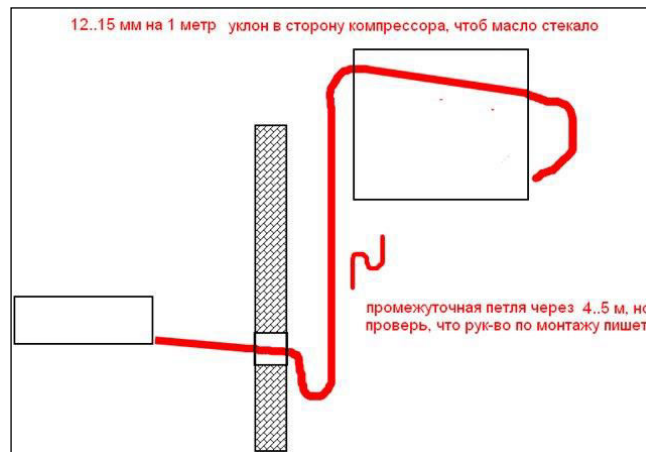 12..15 мм на 1 метр уклон в сторону компрессора, чтоб масло стекало
промежуточная петля через 4..5 м, но
проверь, что рук-во по монтажу пишет